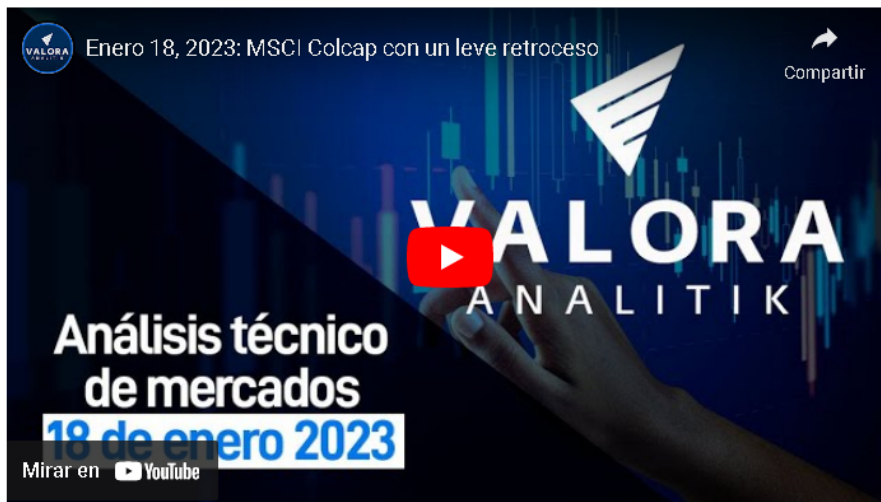 VALORA
ANALITIK
Enero 18, 2023: MSCI Colcap con un leve retroceso
Compartir
VALORA
ANALITIK
Análisis técnico
de mercados
18 de enero 2023
Mirar en YouTube